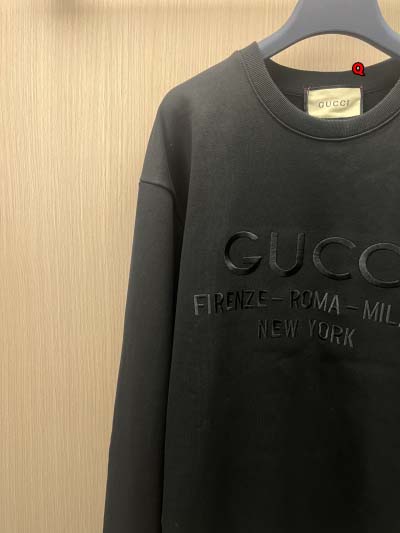 Q
GUCCI
GUCC
FIRENZE - ROMA - MIL
NEW YORK